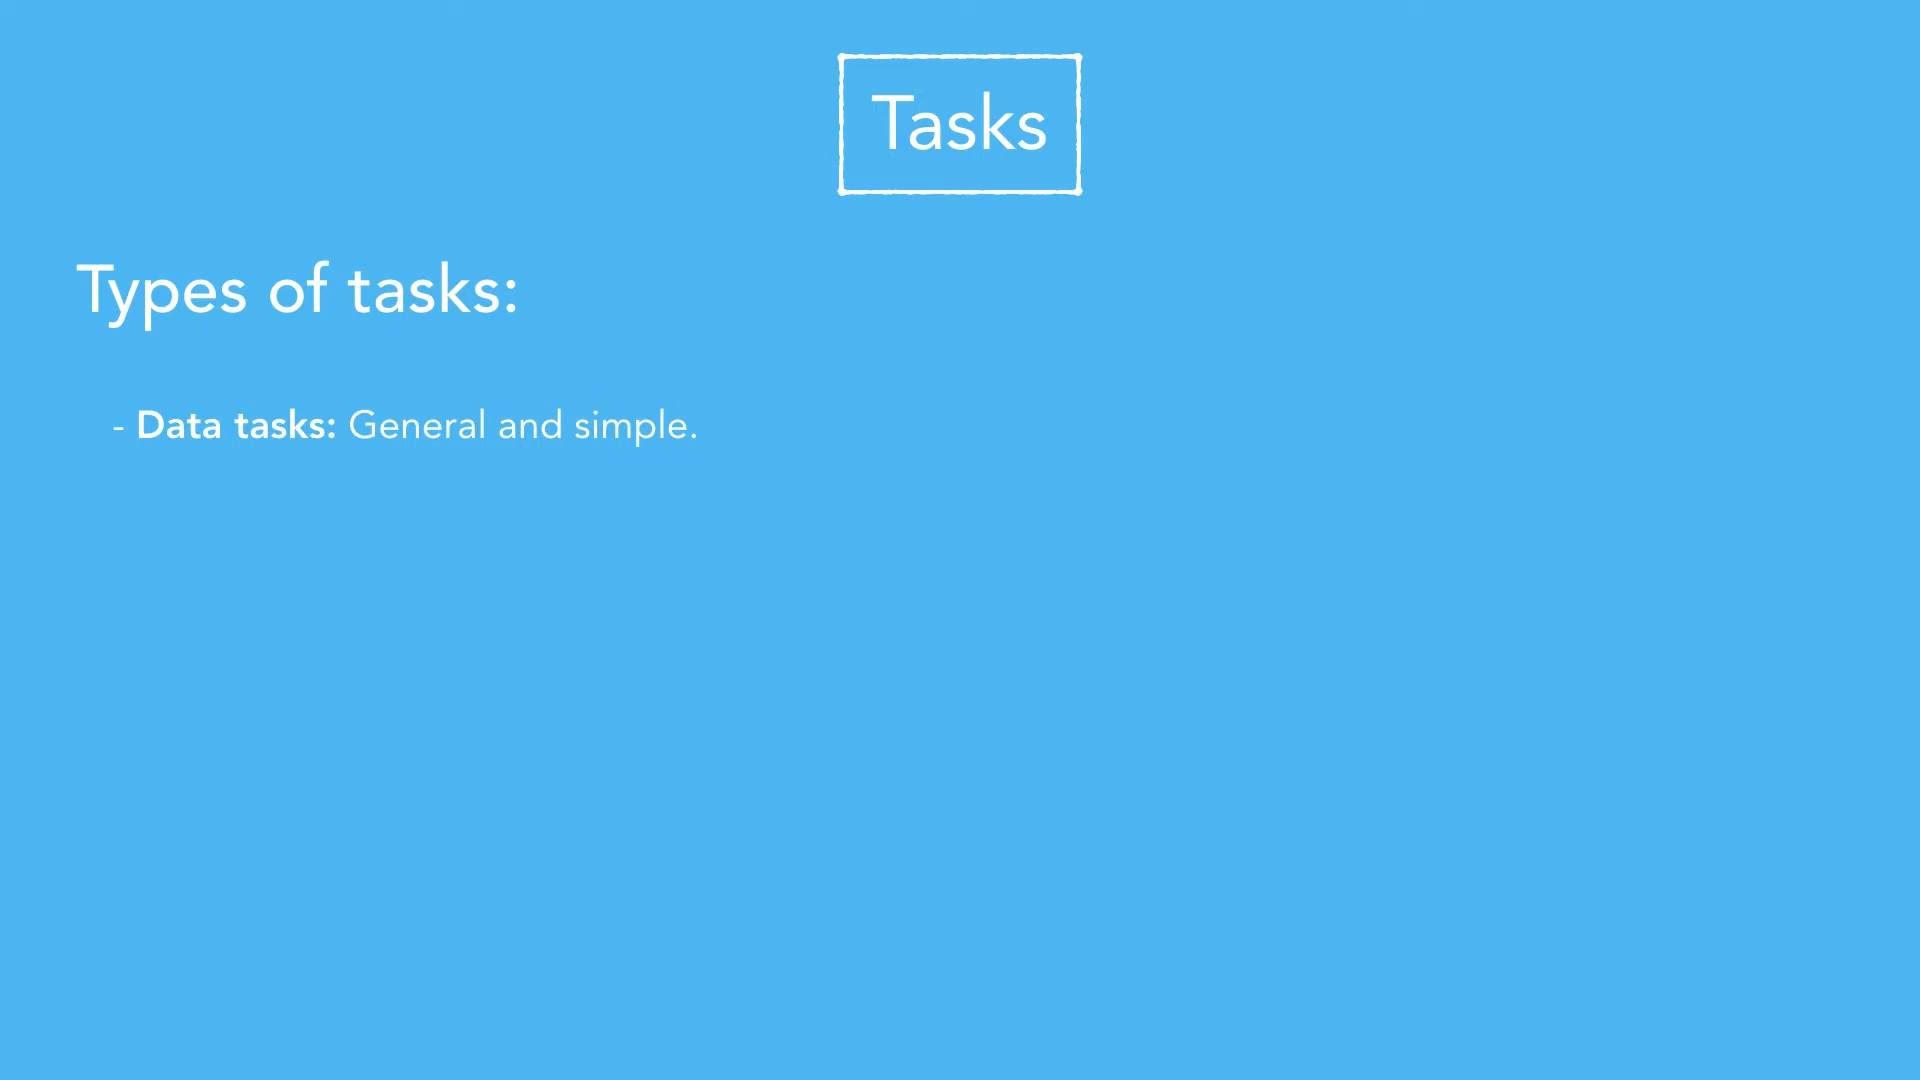 Tasks
Types of tasks:
- Data tasks: General and simple.